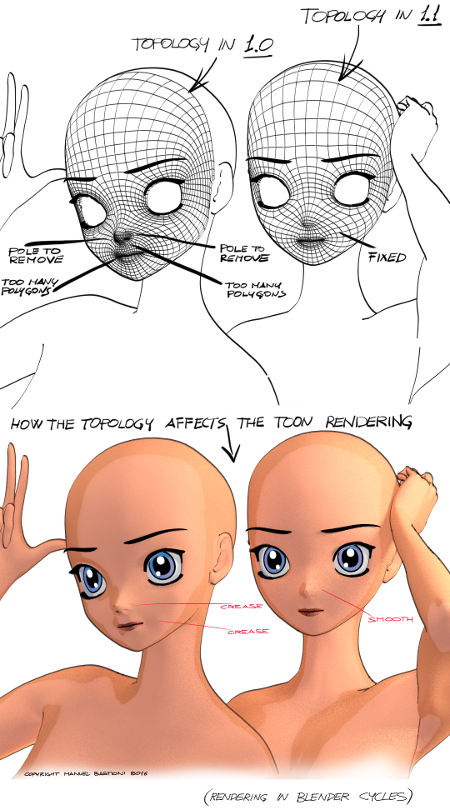 TOPOLOGY IN 1.1
TOPOLOGY IN 1.0
POLE TO
REMOVE
POLE TO
REMOVE
FIXED
TOO MANY
POLYGONS
TOO MANY
POLYGONS
HOW THE TOPOLOGY AFFECTS THE TOON RENDERING
CREASE
SMOOTH
CREASE
COPYRIGHT MANUEL BASTIONI 2016
(RENDERING IN BLENDER CYCLES)